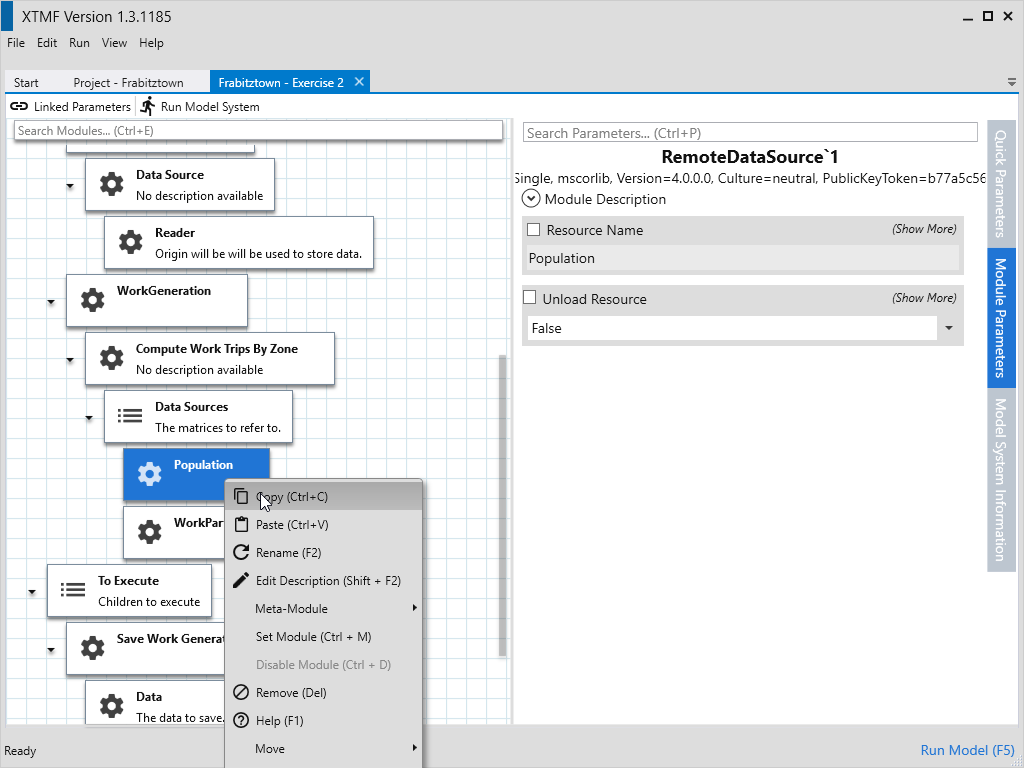 XTMF Version 1.3.1185
File Edit Run View Help
Start Project - Frabitztown Frabitztown - Exercise 2
Linked Parameters Run Model System
Search Modules... (Ctrl+E)
Data Source
No description available
Reader
Origin will be will be used to store data.
WorkGeneration
Compute Work Trips By Zone
No description available
Data Sources
The matrices to refer to.
Population
WorkPar
To Execute
Children to execute
Save Work Generat
Data
The data to save.
Copy (Ctrl+C)
Paste (Ctrl+V)
Rename (F2)
Edit Description (Shift + F2)
Meta-Module
Set Module (Ctrl + M)
Disable Module (Ctrl + D)
Remove (Del)
Help (F1)
Move
Search Parameters... (Ctrl+P)
RemoteDataSource`1
Single, mscorlib, Version=4.0.0.0, Culture=neutral, PublicKeyToken=b77a5c56
Module Description
Resource Name (Show More)
Population
Unload Resource (Show More)
False
Quick Parameters
Module Parameters
Model System Information
Ready
Run Model (F5)